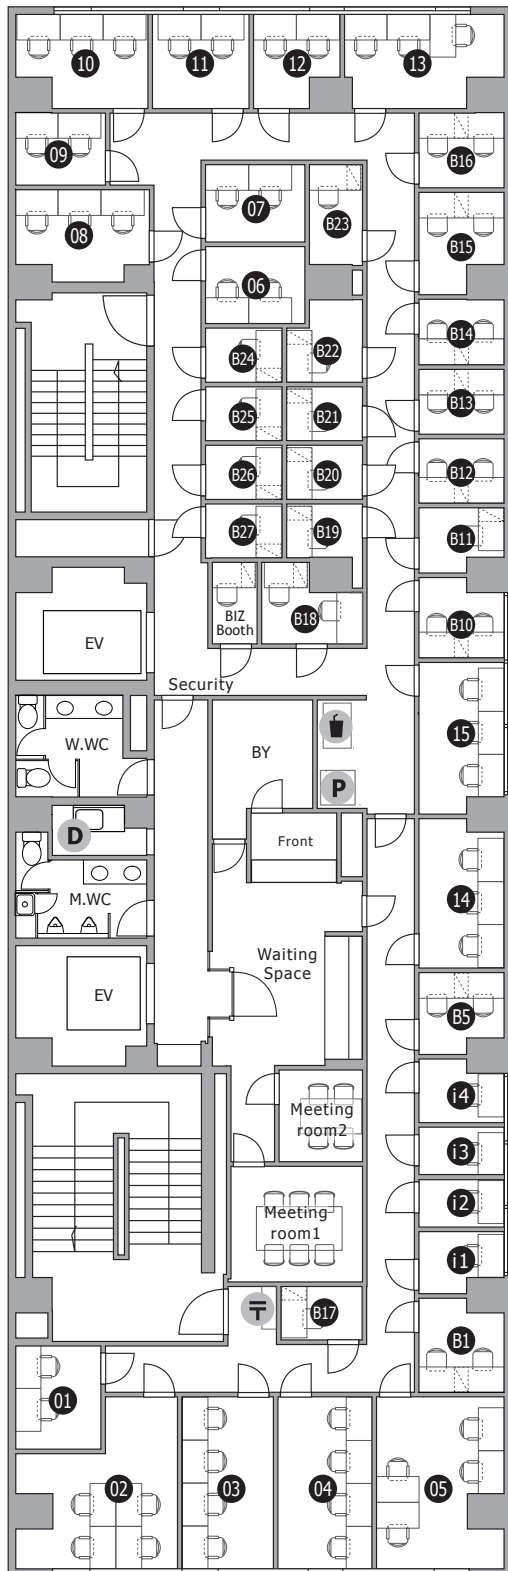 10
11
12
13
09
B16
08
07
B23
B15
06
B14
B24
B22
B25
B21
B13
B26
B20
B12
B27
B19
B11
BIZ
Booth
B18
B10
EV
Security
W.WC
BY
P
15
D
Front
M.WC
14
Waiting
Space
EV
B5
i4
Meeting
room2
i3
i2
Meeting
room1
i1
〒
B17
B1
01
02
03
04
05